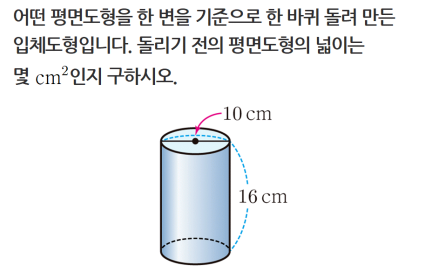 어떤 평면도형을 한 변을 기준으로 한 바퀴 돌려 만든
입체도형입니다. 돌리기 전의 평면도형의 넓이는
몇 cm²인지 구하시오.
10 cm
16 cm